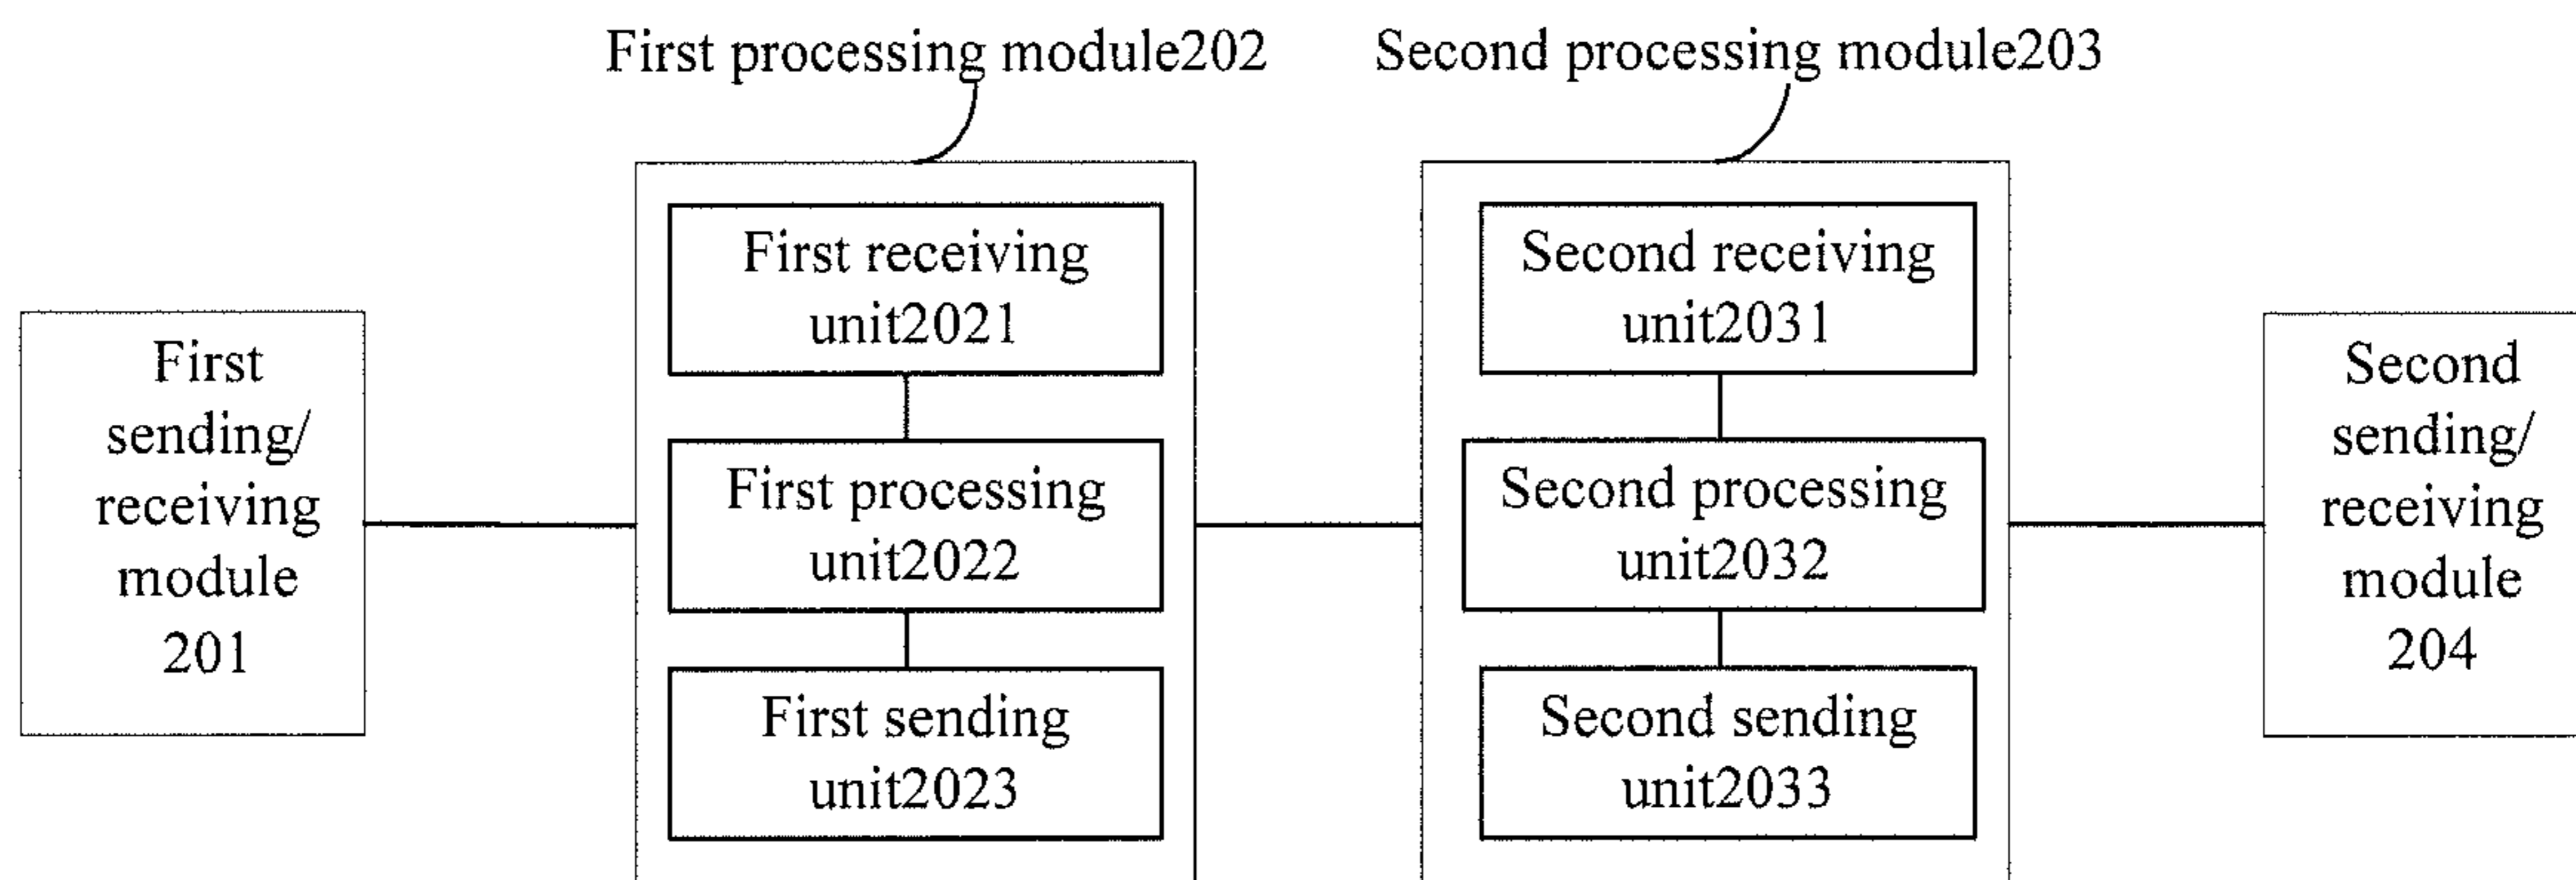 First processing module202
Second processing module203
First
sending/
receiving
module
201
First receiving
unit2021
First processing
unit2022
First sending
unit2023
Second receiving
unit2031
Second processing
unit2032
Second sending
unit2033
Second
sending/
receiving
module
204